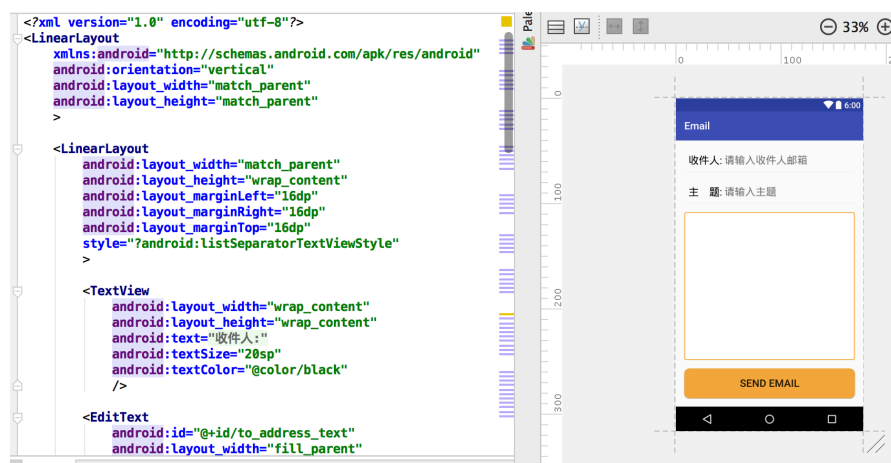 <?xml version="1.0" encoding="utf-8"?>
<LinearLayout
xmlns:android="http://schemas.android.com/apk/res/android"
android:orientation="vertical"
android:layout_width="match_parent"
android:layout_height="match_parent"
>
<LinearLayout
android:layout_width="match_parent"
android:layout_height="wrap_content"
android:layout_marginLeft="16dp"
android:layout_marginRight="16dp"
android:layout_marginTop="16dp"
style="?android:listSeparatorTextViewStyle"
>
<TextView
android:layout_width="wrap_content"
android:layout_height="wrap_content"
android:text="收件人:"
android:textSize="20sp"
android:textColor="@color/black"
/>
<EditText
android:id="@+id/to_address_text"
android:layout_width="fill_parent"
33%
0 100
0
100
200
300
6:00
Email
收件人: 请输入收件人邮箱
主 题: 请输入主题
SEND EMAIL